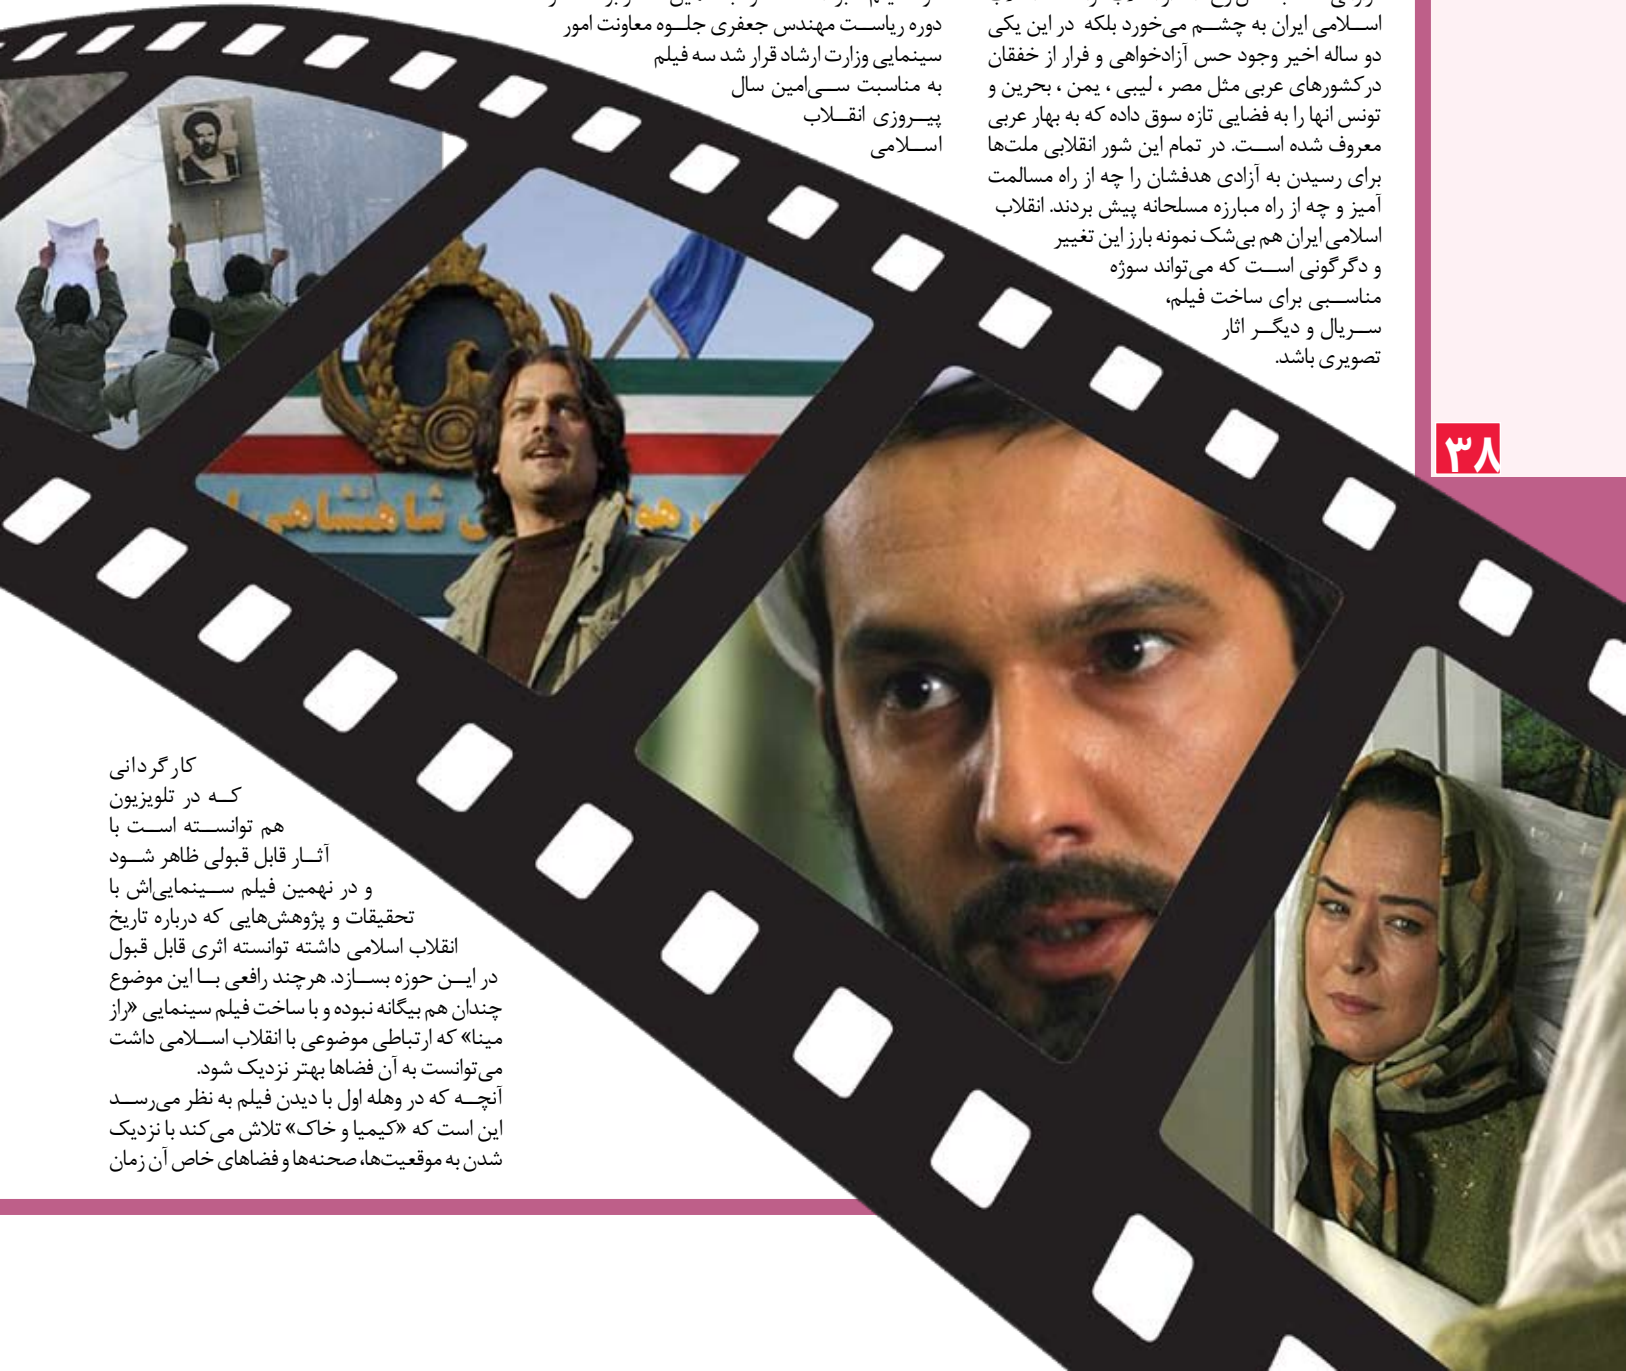 اسلامی ایران به چشم می‌خورد بلکه در این یکی
دو ساله اخیر وجود حس آزادخواهی و فرار از خفقان
در کشورهای عربی مثل مصر ، لیبی ، یمن ، بحرین و
تونس انها را به فضایی تازه سوق داده که به بهار عربی
معروف شده است. در تمام این شور انقلابی ملت‌ها
برای رسیدن به آزادی هدفشان را چه از راه مسالمت
آمیز و چه از راه مبارزه مسلحانه پیش بردند. انقلاب
اسلامی ایران هم بی‌شک نمونه بارز این تغییر
و دگرگونی است که می‌تواند سوژه
مناسبی برای ساخت فیلم،
سریال و دیگر اثار
تصویری باشد.
دوره ریاست مهندس جعفری جلوه معاونت امور
سینمایی وزارت ارشاد قرار شد سه فیلم
به مناسبت سی‌امین سال
پیروزی انقلاب
اسلامی
کارگردانی
که در تلویزیون
هم توانسته است با
آثار قابل قبولی ظاهر شود
و در نهمین فیلم سینمایی‌اش با
تحقیقات و پژوهش‌هایی که درباره تاریخ
انقلاب اسلامی داشته توانسته اثری قابل قبول
در این حوزه بسازد. هرچند رافعی با این موضوع
چندان هم بیگانه نبوده و با ساخت فیلم سینمایی «راز
مینا» که ارتباطی موضوعی با انقلاب اسلامی داشت
می‌توانست به آن فضاها بهتر نزدیک شود.
آنچه که در وهله اول با دیدن فیلم به نظر می‌رسد
این است که «کیمیا و خاک» تلاش می‌کند با نزدیک
شدن به موقعیت‌ها، صحنه‌ها و فضاهای خاص آن زمان
۳۸
شاهنشاهی